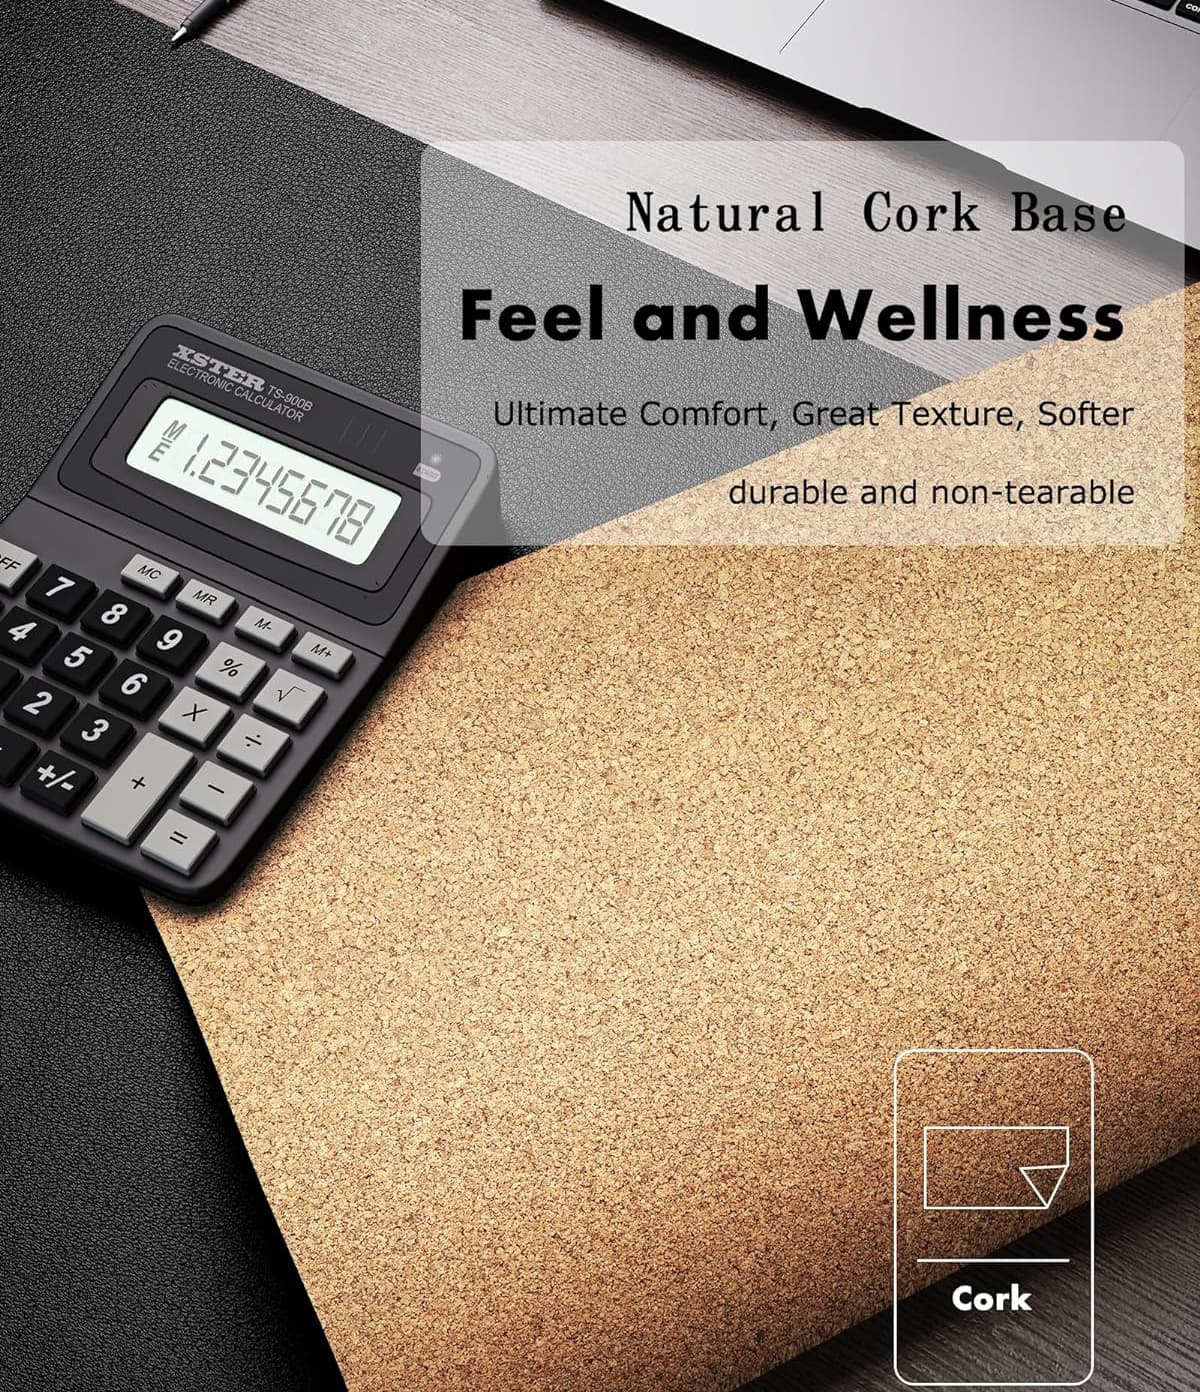 Natural Cork Base
Feel and Wellness
Ultimate Comfort, Great Texture, Softer
durable and non-tearable
XSTER TS-900B
ELECTRONIC CALCULATOR
M
E 1.2345678
MC MR M- M+
7 8 9 % √
4 5 6 X ÷
2 3 + −
+/- =
Cork